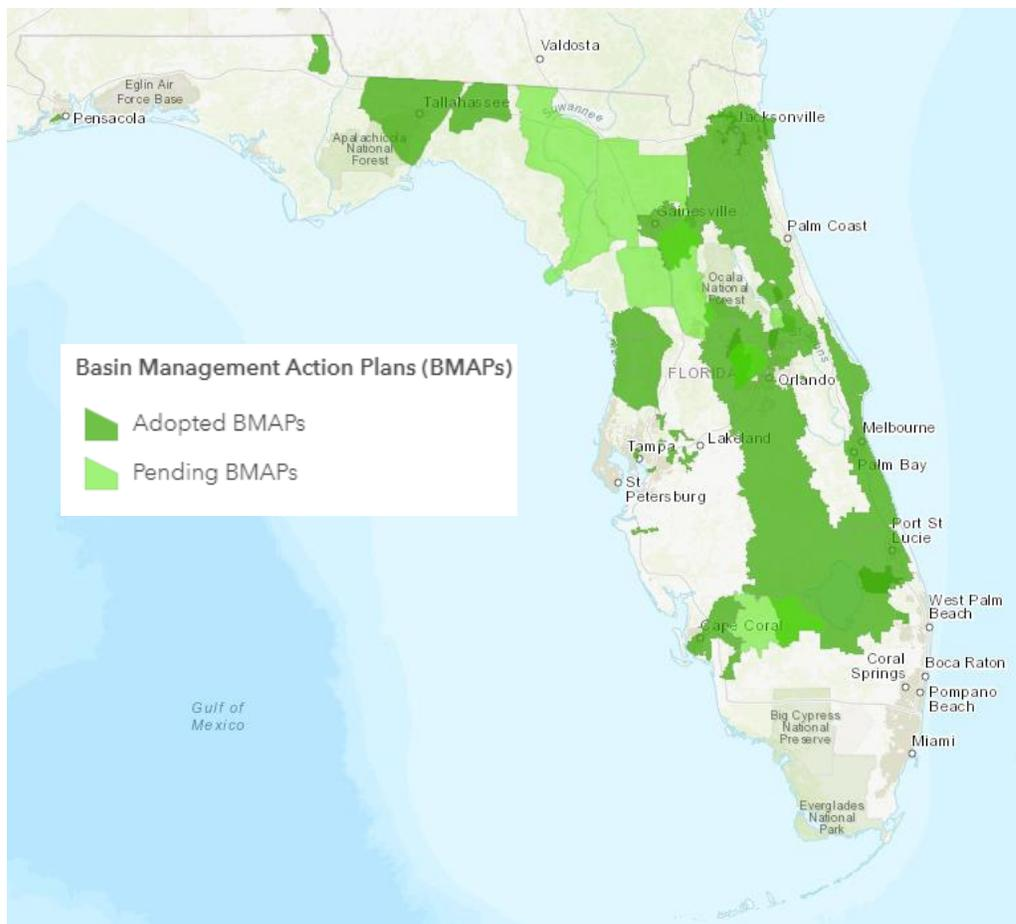 Valdosta
Eglin Air
Force Base
Pensacola
Tallahassee
Suwannee
Jacksonville
Apalachicola
National
Forest
Gainesville
Palm Coast
Ocala
National
Forest
Basin Management Action Plans (BMAPs)
Adopted BMAPs
Pending BMAPs
FLORIDA
Orlando
Tampa
Lakeland
Melbourne
Palm Bay
St
Petersburg
Port St
Lucie
West Palm
Beach
Cape Coral
Coral
Springs
Boca Raton
Pompano
Beach
Gulf of
Mexico
Big Cypress
National
Preserve
Miami
Everglades
National
Park